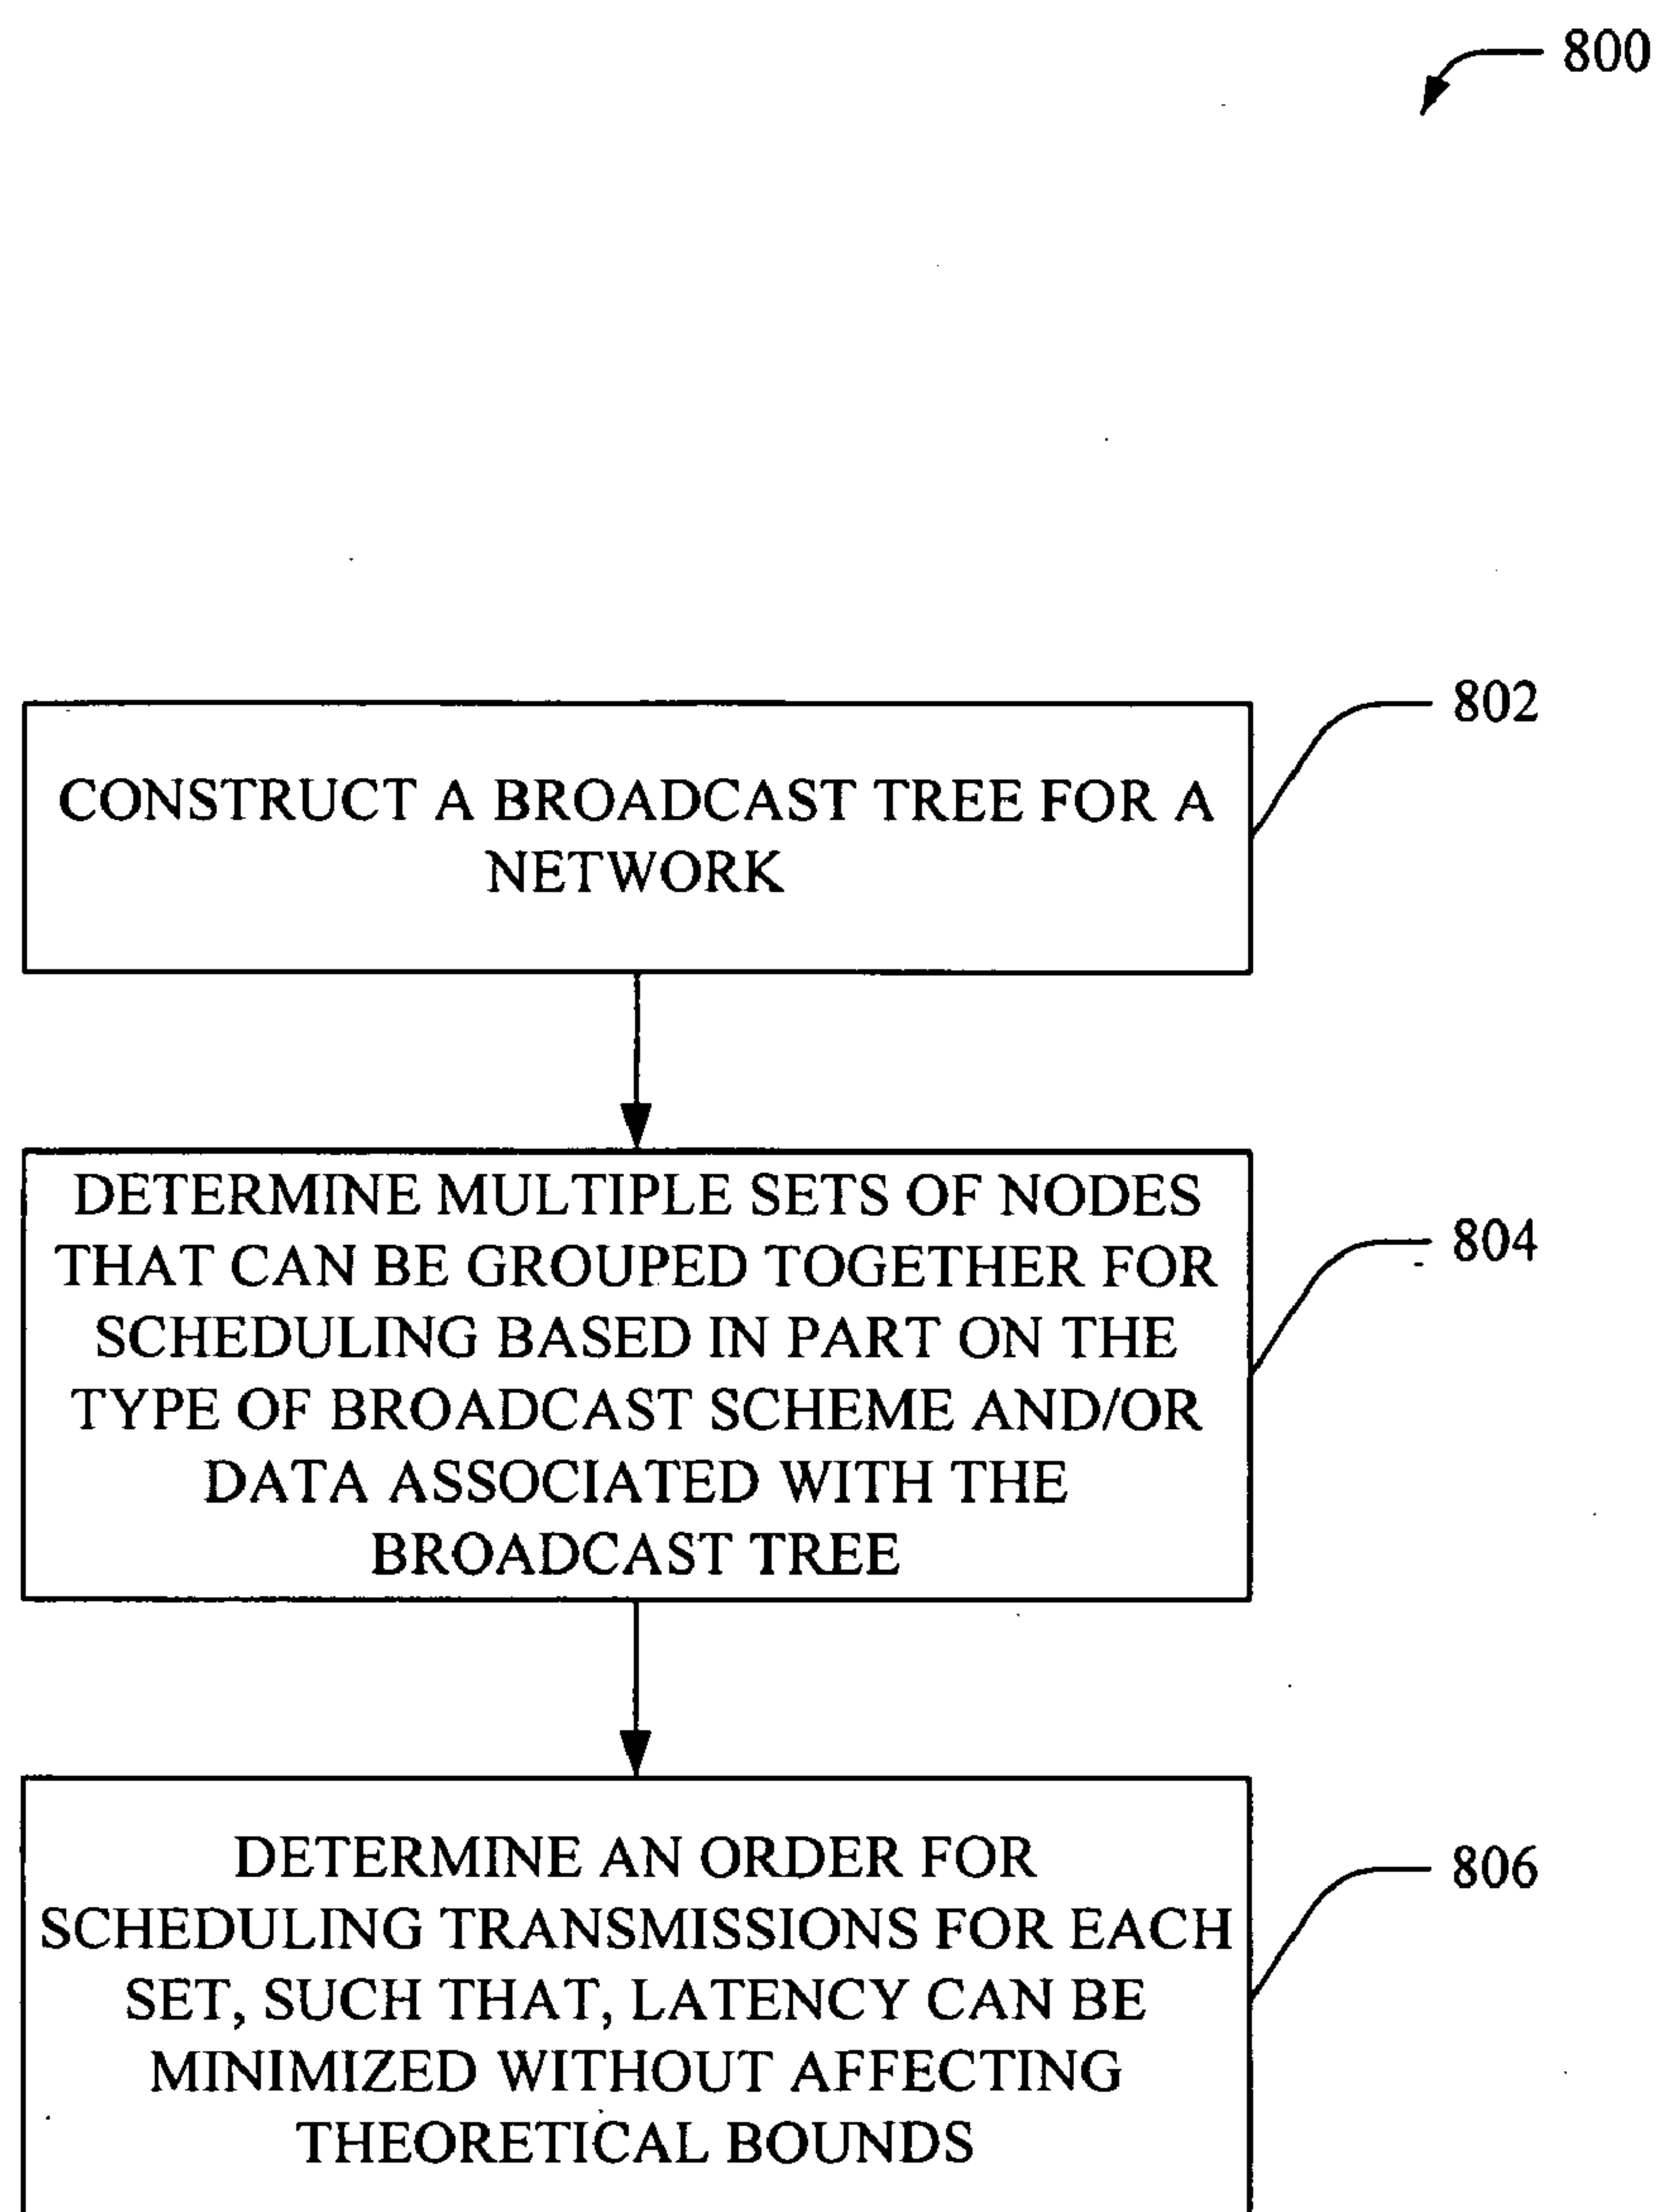 800
802
CONSTRUCT A BROADCAST TREE FOR A
NETWORK
DETERMINE MULTIPLE SETS OF NODES
THAT CAN BE GROUPED TOGETHER FOR
SCHEDULING BASED IN PART ON THE
TYPE OF BROADCAST SCHEME AND/OR
DATA ASSOCIATED WITH THE
BROADCAST TREE
804
DETERMINE AN ORDER FOR
SCHEDULING TRANSMISSIONS FOR EACH
SET, SUCH THAT, LATENCY CAN BE
MINIMIZED WITHOUT AFFECTING
THEORETICAL BOUNDS
806